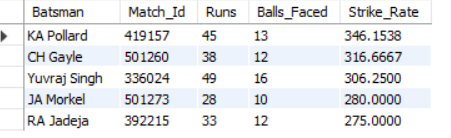 Batsman Match_Id Runs Balls_Faced Strike_Rate
KA Pollard 419157 45 13 346.1538
CH Gayle 501260 38 12 316.6667
Yuvraj Singh 336024 49 16 306.2500
JA Morkel 501273 28 10 280.0000
RA Jadeja 392215 33 12 275.0000